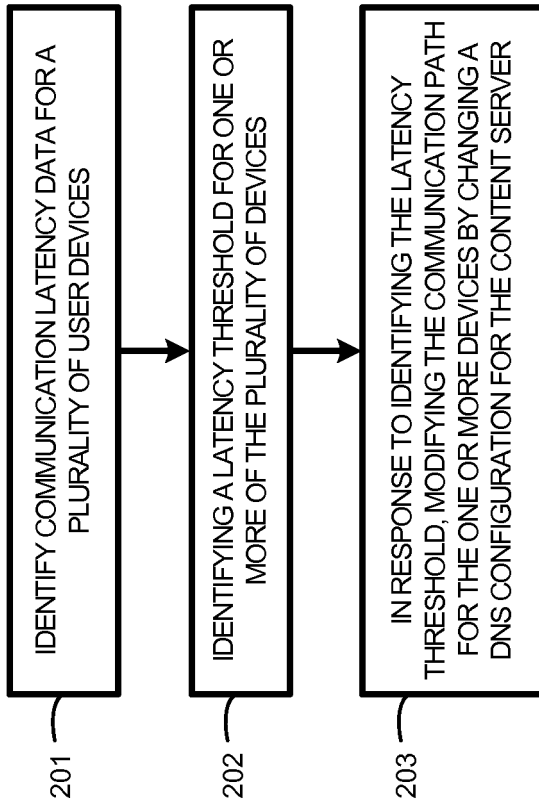 201
IDENTIFY COMMUNICATION LATENCY DATA FOR A
PLURALITY OF USER DEVICES
202
IDENTIFYING A LATENCY THRESHOLD FOR ONE OR
MORE OF THE PLURALITY OF DEVICES
203
IN RESPONSE TO IDENTIFYING THE LATENCY
THRESHOLD, MODIFYING THE COMMUNICATION PATH
FOR THE ONE OR MORE DEVICES BY CHANGING A
DNS CONFIGURATION FOR THE CONTENT SERVER